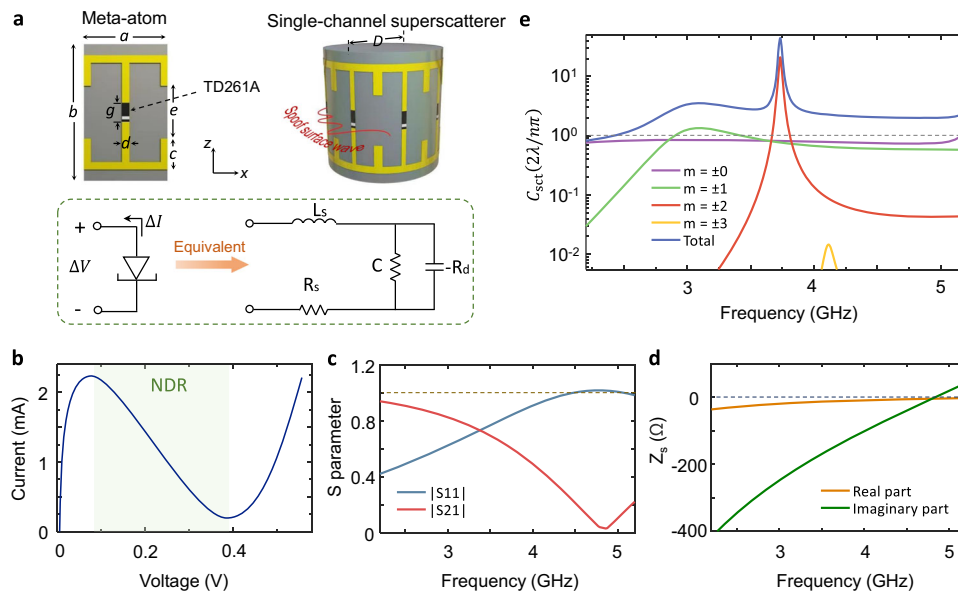 a
Meta-atom
a
b
g
d
e
c
TD261A
z
x
Single-channel superscatterer
D
Spoof surface wave
+
ΔI
ΔV
-
Equivalent
Ls
Rs
C
-Rd
b
Current (mA)
2
1
0
NDR
0
0.2
0.4
Voltage (V)
c
S parameter
1.2
0.8
0.4
0
|S11|
|S21|
3
4
5
Frequency (GHz)
d
Zs (Ω)
0
-200
-400
Real part
Imaginary part
3
4
5
Frequency (GHz)
e
Csct(2λ/nπ)
10¹
10⁰
10⁻¹
10⁻²
m = ±0
m = ±1
m = ±2
m = ±3
Total
3
4
5
Frequency (GHz)